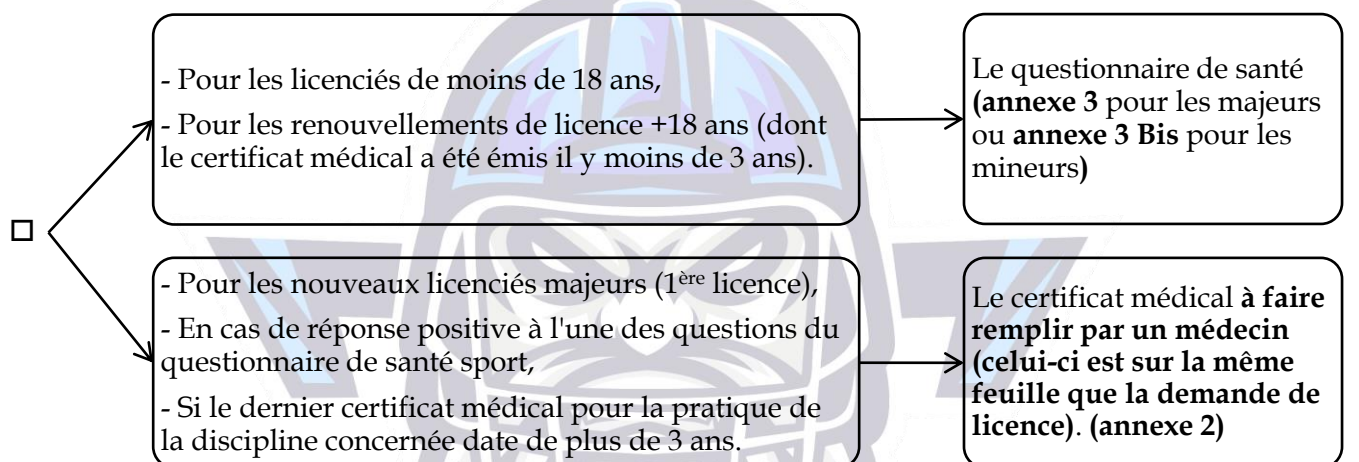 - Pour les licenciés de moins de 18 ans,
- Pour les renouvellements de licence +18 ans (dont
le certificat médical a été émis il y moins de 3 ans).
Le questionnaire de santé
(annexe 3 pour les majeurs
ou annexe 3 Bis pour les
mineurs)
- Pour les nouveaux licenciés majeurs (1ère licence),
- En cas de réponse positive à l'une des questions du
questionnaire de santé sport,
- Si le dernier certificat médical pour la pratique de
la discipline concernée date de plus de 3 ans.
Le certificat médical à faire
remplir par un médecin
(celui-ci est sur la même
feuille que la demande de
licence). (annexe 2)